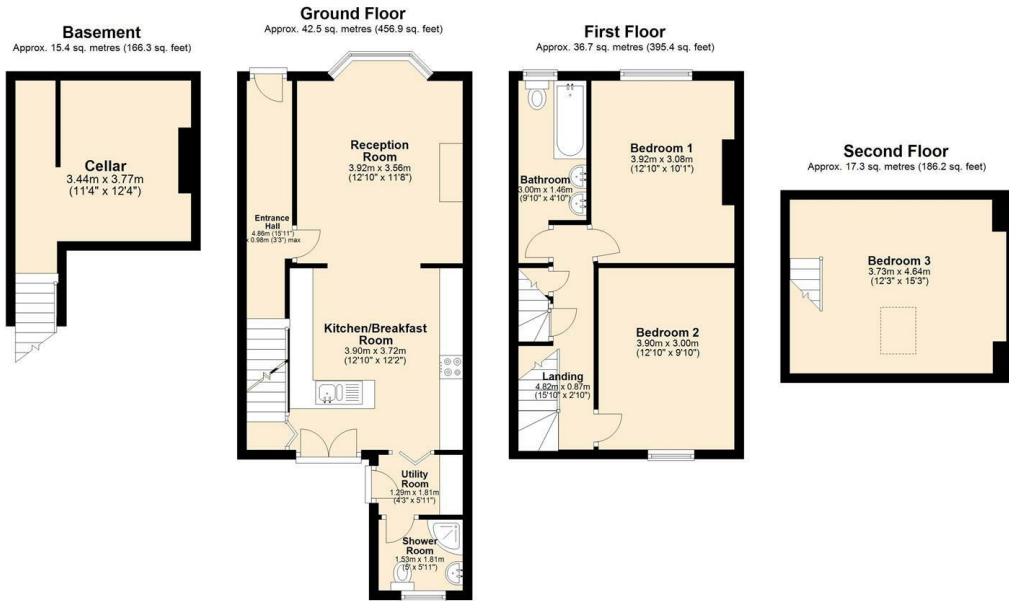 Basement
Approx. 15.4 sq. metres (166.3 sq. feet)
Cellar
3.44m x 3.77m
(11'4" x 12'4")
Ground Floor
Approx. 42.5 sq. metres (456.9 sq. feet)
Reception
Room
3.92m x 3.56m
(12'10" x 11'8")
Entrance
Hall
4.86m (15'11")
x 0.98m (3'3") max
Kitchen/Breakfast
Room
3.90m x 3.72m
(12'10" x 12'2")
Utility
Room
1.29m x 1.81m
(4'3" x 5'11")
Shower
Room
1.53m x 1.81m
(5' x 5'11")
First Floor
Approx. 36.7 sq. metres (395.4 sq. feet)
Bedroom 1
3.92m x 3.08m
(12'10" x 10'1")
Bathroom
3.00m x 1.46m
(9'10" x 4'10")
Bedroom 2
3.90m x 3.00m
(12'10" x 9'10")
Landing
4.82m x 0.87m
(15'10" x 2'10")
Second Floor
Approx. 17.3 sq. metres (186.2 sq. feet)
Bedroom 3
3.73m x 4.64m
(12'3" x 15'3")